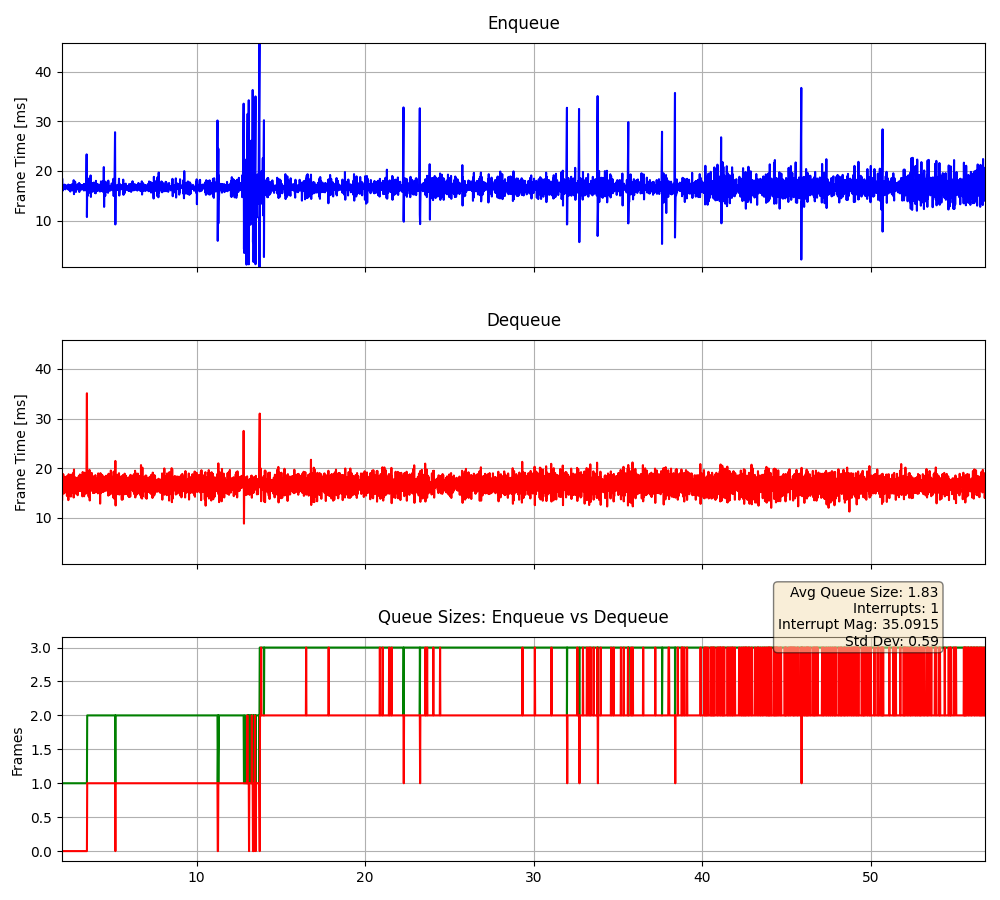 Enqueue
Frame Time [ms]
40
30
20
10
Dequeue
Frame Time [ms]
40
30
20
10
Avg Queue Size: 1.83
Interrupts: 1
Interrupt Mag: 35.0915
Std Dev: 0.59
Queue Sizes: Enqueue vs Dequeue
Frames
3.0
2.5
2.0
1.5
1.0
0.5
0.0
10 20 30 40 50